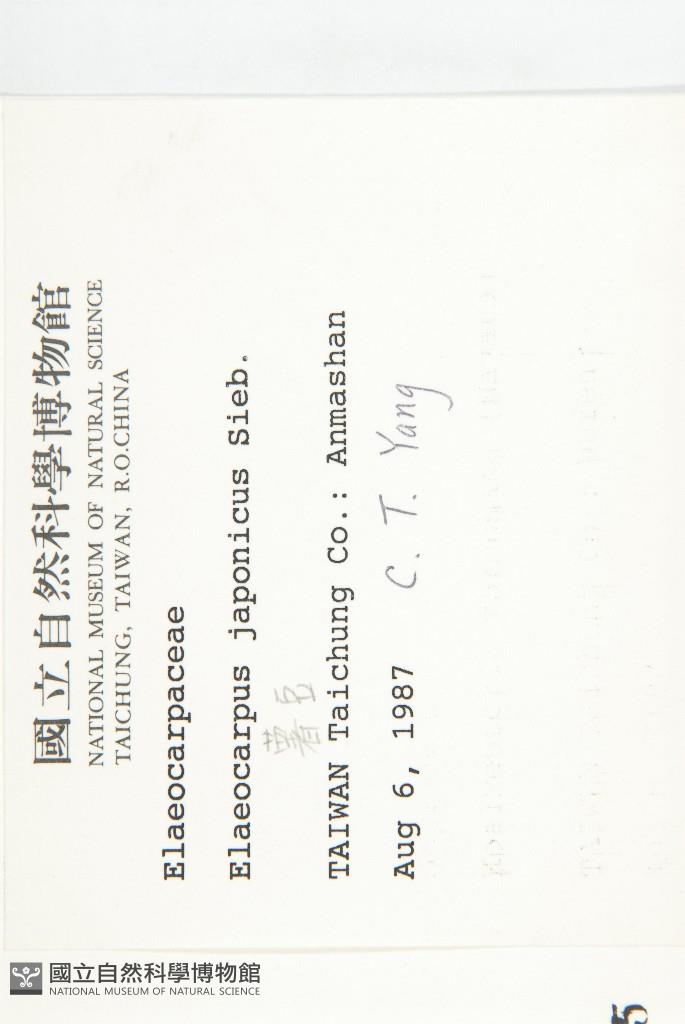 國立自然科學博物館
NATIONAL MUSEUM OF NATURAL SCIENCE
TAICHUNG, TAIWAN, R.O.CHINA
Elaeocarpaceae
Elaeocarpus japonicus Sieb.
薯豆
TAIWAN Taichung Co.: Anmashan
Aug 6, 1987 C. T. Yang
國立自然科學博物館
NATIONAL MUSEUM OF NATURAL SCIENCE
5